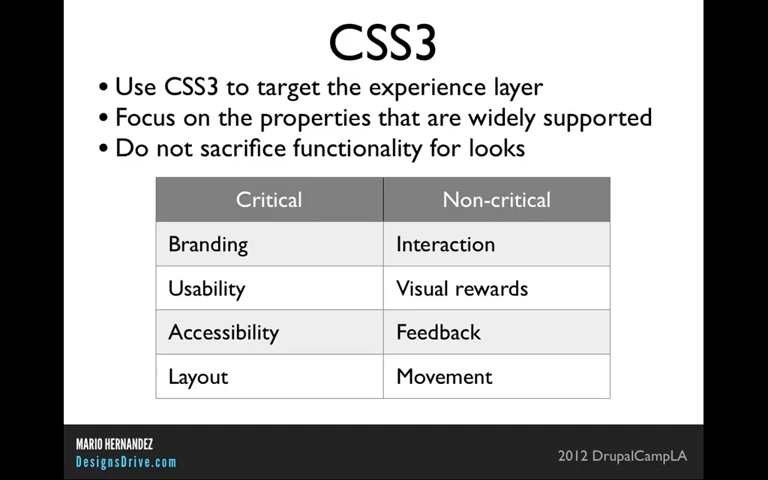 CSS3
• Use CSS3 to target the experience layer
• Focus on the properties that are widely supported
• Do not sacrifice functionality for looks
Critical Non-critical
Branding Interaction
Usability Visual rewards
Accessibility Feedback
Layout Movement
MARIO HERNANDEZ
DesignsDrive.com
2012 DrupalCampLA